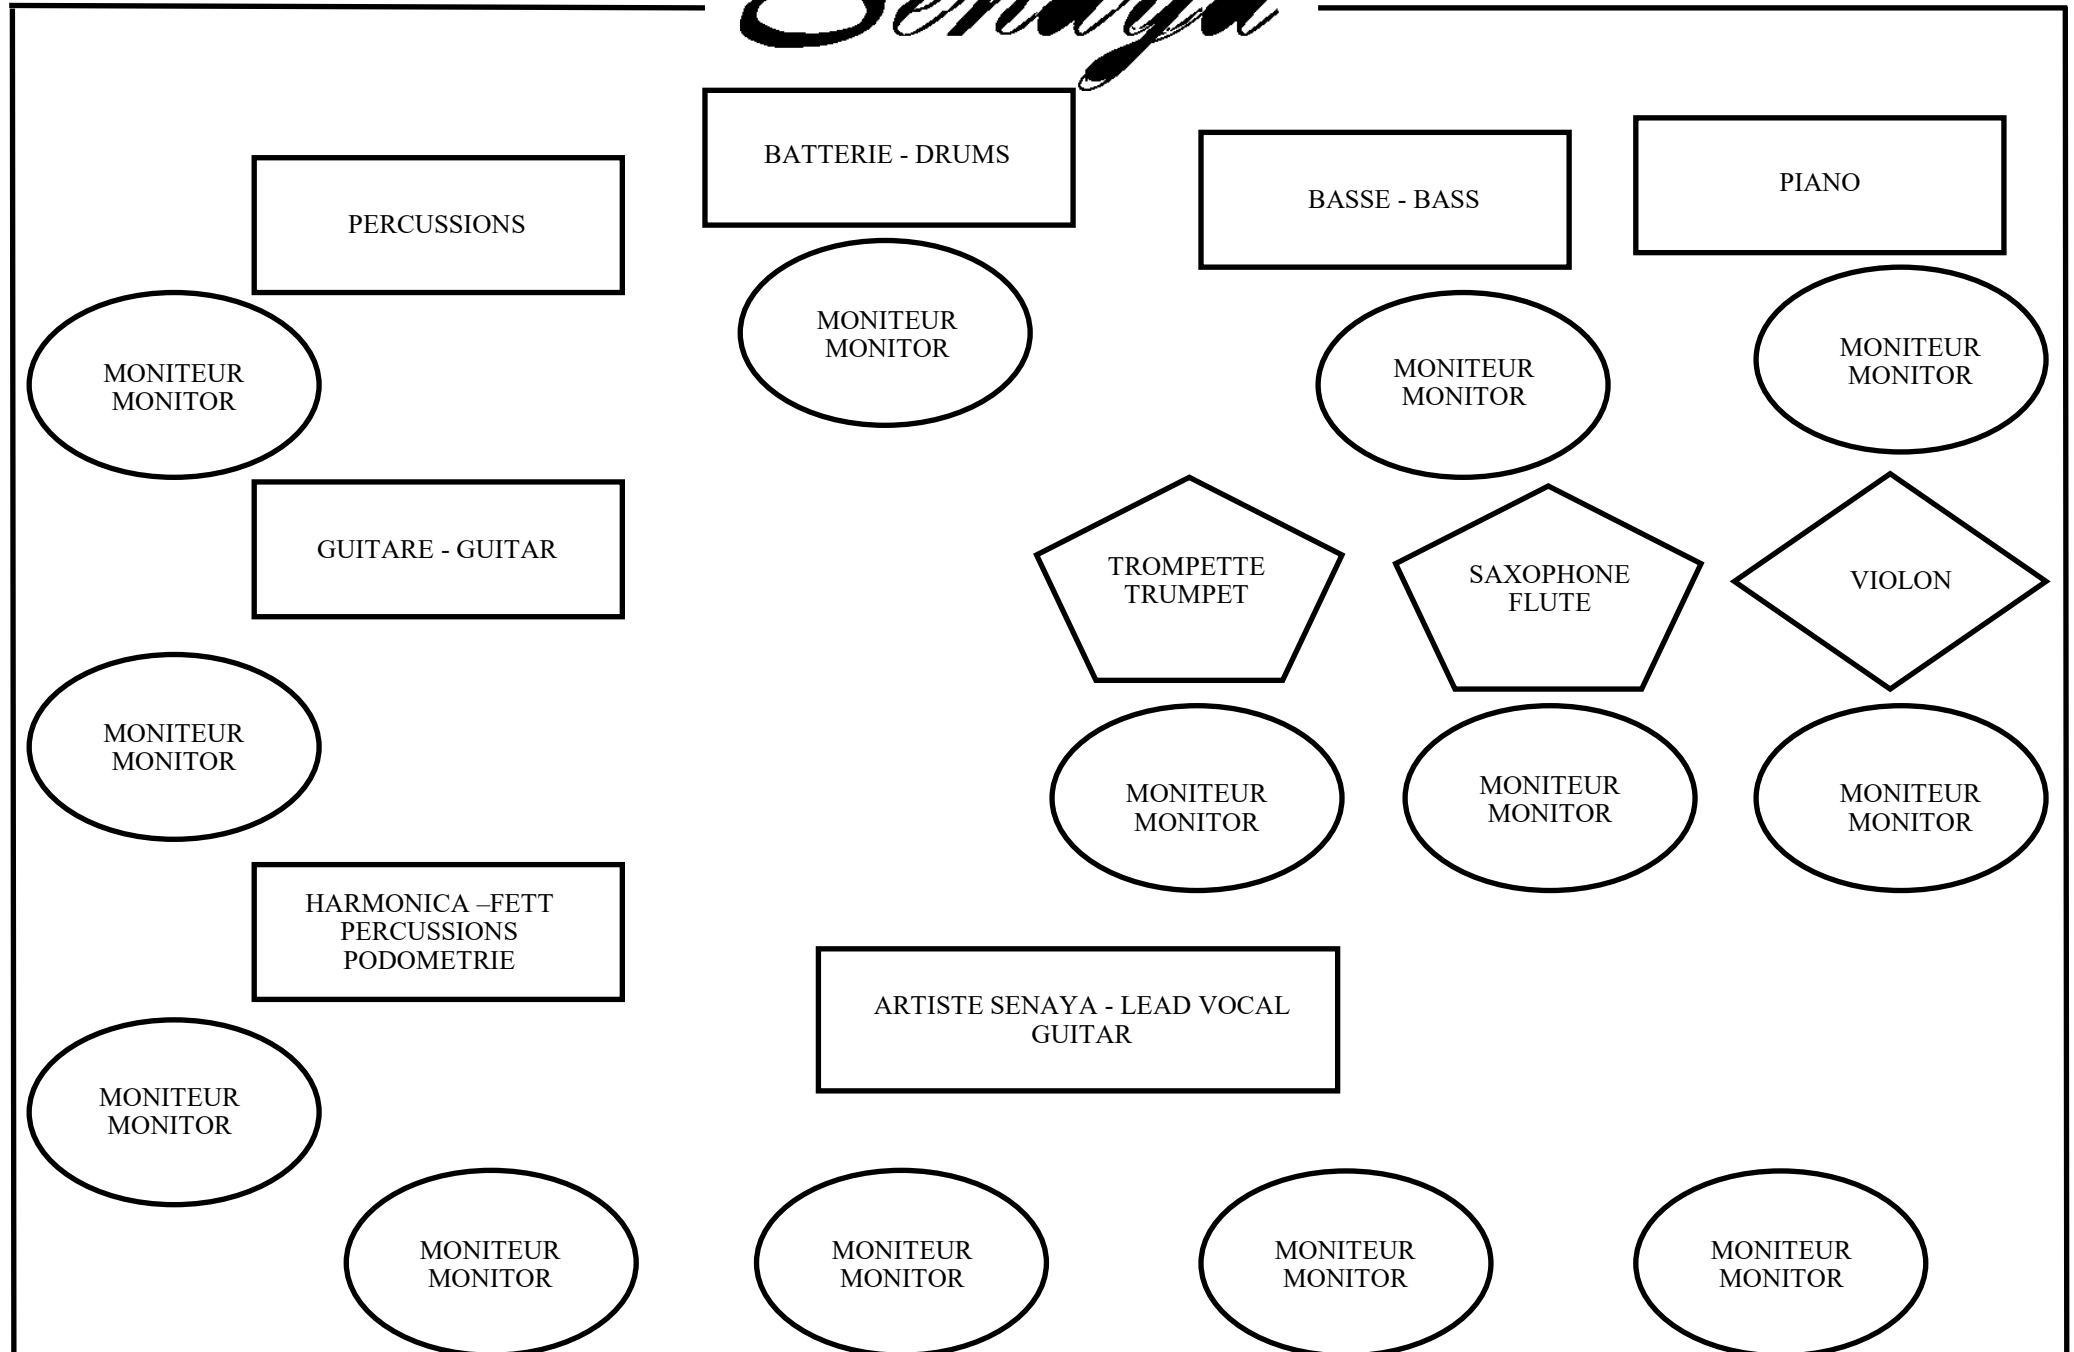 Senaya
BATTERIE - DRUMS
PIANO
BASSE - BASS
PERCUSSIONS
MONITEUR
MONITOR
MONITEUR
MONITOR
MONITEUR
MONITOR
MONITEUR
MONITOR
GUITARE - GUITAR
TROMPETTE
TRUMPET
SAXOPHONE
FLUTE
VIOLON
MONITEUR
MONITOR
MONITEUR
MONITOR
MONITEUR
MONITOR
MONITEUR
MONITOR
HARMONICA –FETT
PERCUSSIONS
PODOMETRIE
ARTISTE SENAYA - LEAD VOCAL
GUITAR
MONITEUR
MONITOR
MONITEUR
MONITOR
MONITEUR
MONITOR
MONITEUR
MONITOR
MONITEUR
MONITOR